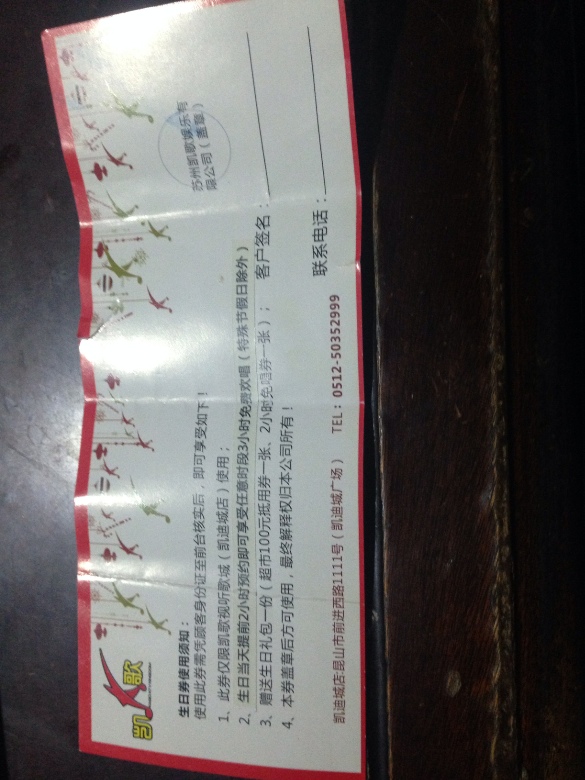 凯K歌
生日券使用须知：
使用此券需凭顾客身份证至前台核实后，即可享受如下！
1、此券仅限凯歌视听歌城（凯迪城店）使用；
2、生日当天提前2小时预约即可享受任意时段3小时免费欢唱（特殊节假日除外）
3、赠送生日礼包一份（超市100元抵用券一张、2小时免唱券一张）；
4、本券盖章后方可使用，最终解释权归本公司所有！
苏州凯歌娱乐有
限公司（盖章）
客户签名：
联系电话：
凯迪城店:昆山市前进西路1111号（凯迪城广场） TEL：0512-50352999